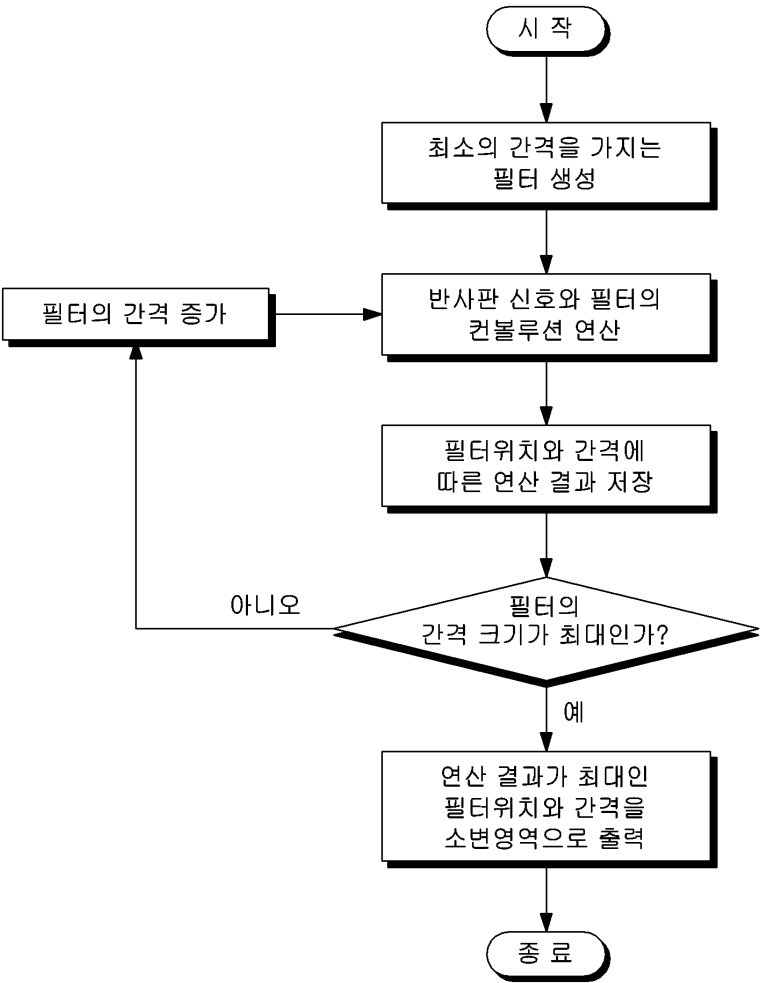 시 작
최소의 간격을 가지는
필터 생성
필터의 간격 증가
반사판 신호와 필터의
컨볼루션 연산
필터위치와 간격에
따른 연산 결과 저장
아니오
필터의
간격 크기가 최대인가?
예
연산 결과가 최대인
필터위치와 간격을
소변영역으로 출력
종 료